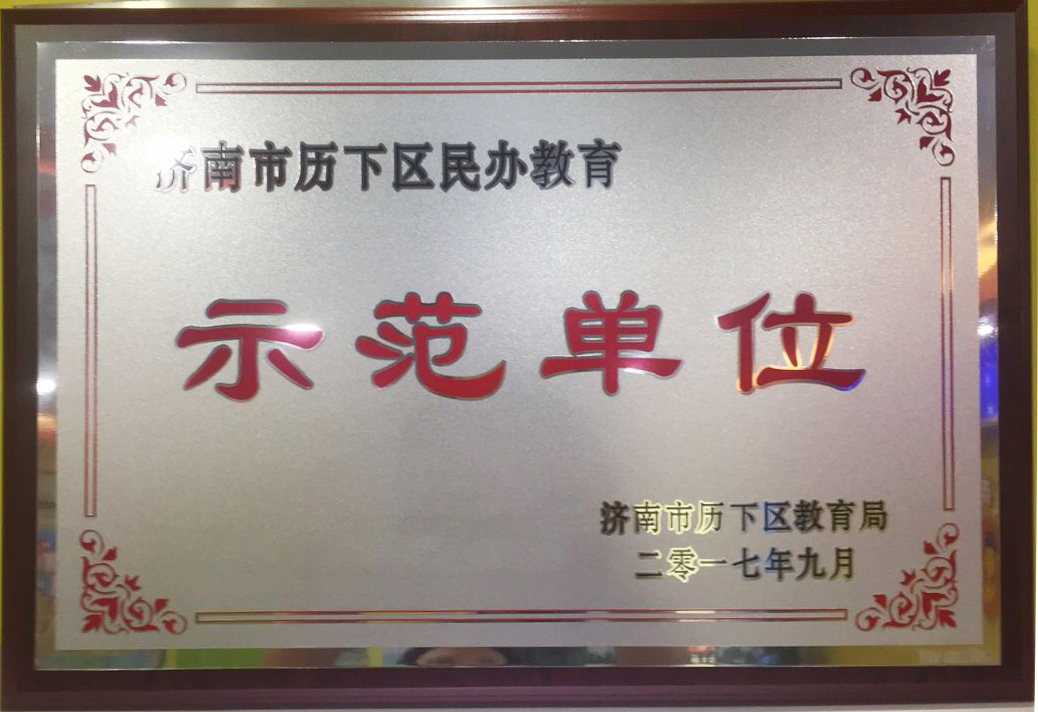 济南市历下区民办教育
示范单位
济南市历下区教育局
二零一七年九月